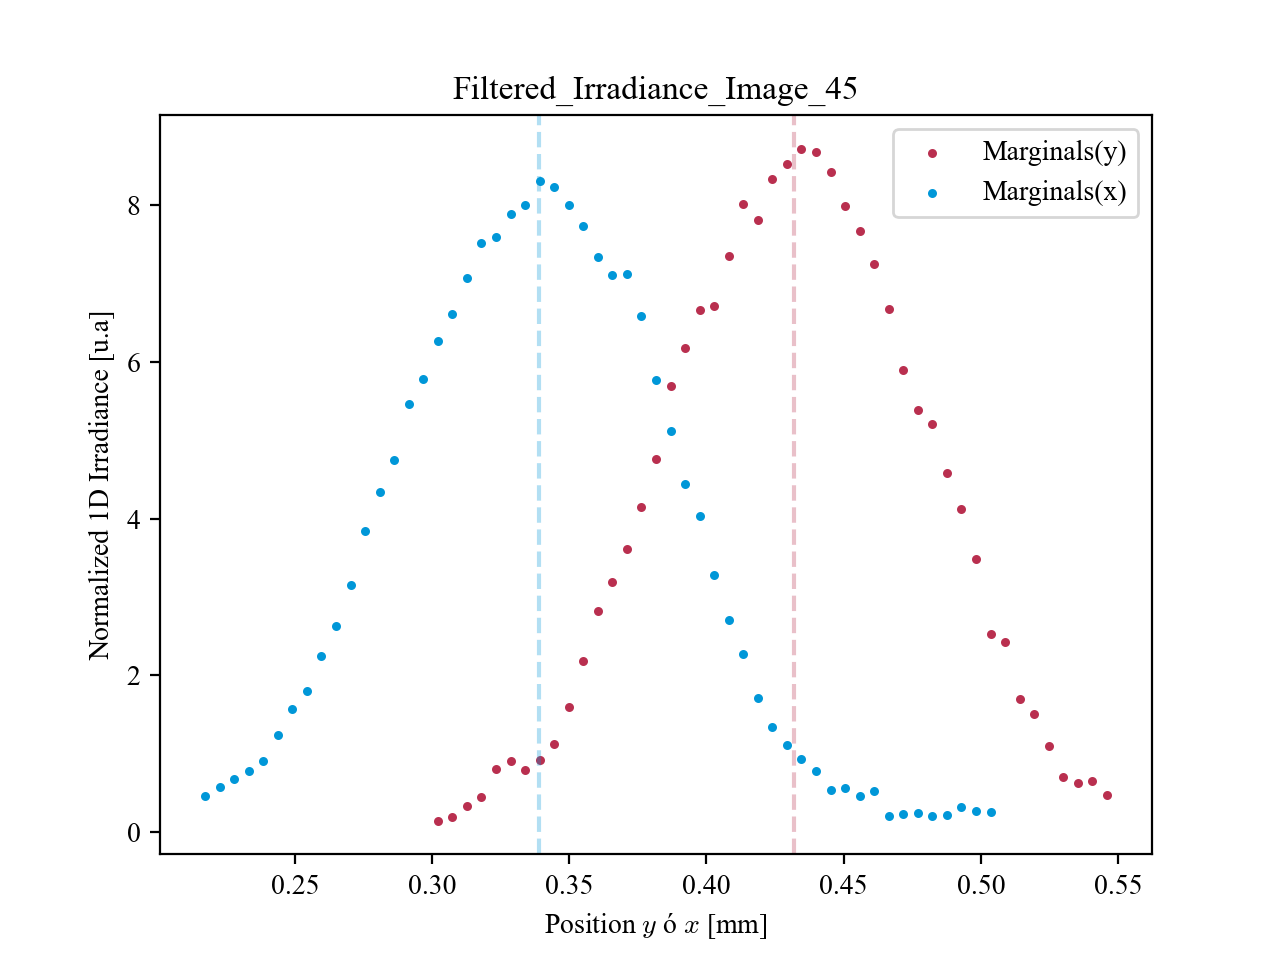 Filtered_Irradiance_Image_45
Marginals(y)
Marginals(x)
Normalized 1D Irradiance [u.a]
8
6
4
2
0
0.25 0.30 0.35 0.40 0.45 0.50 0.55
Position y ó x [mm]